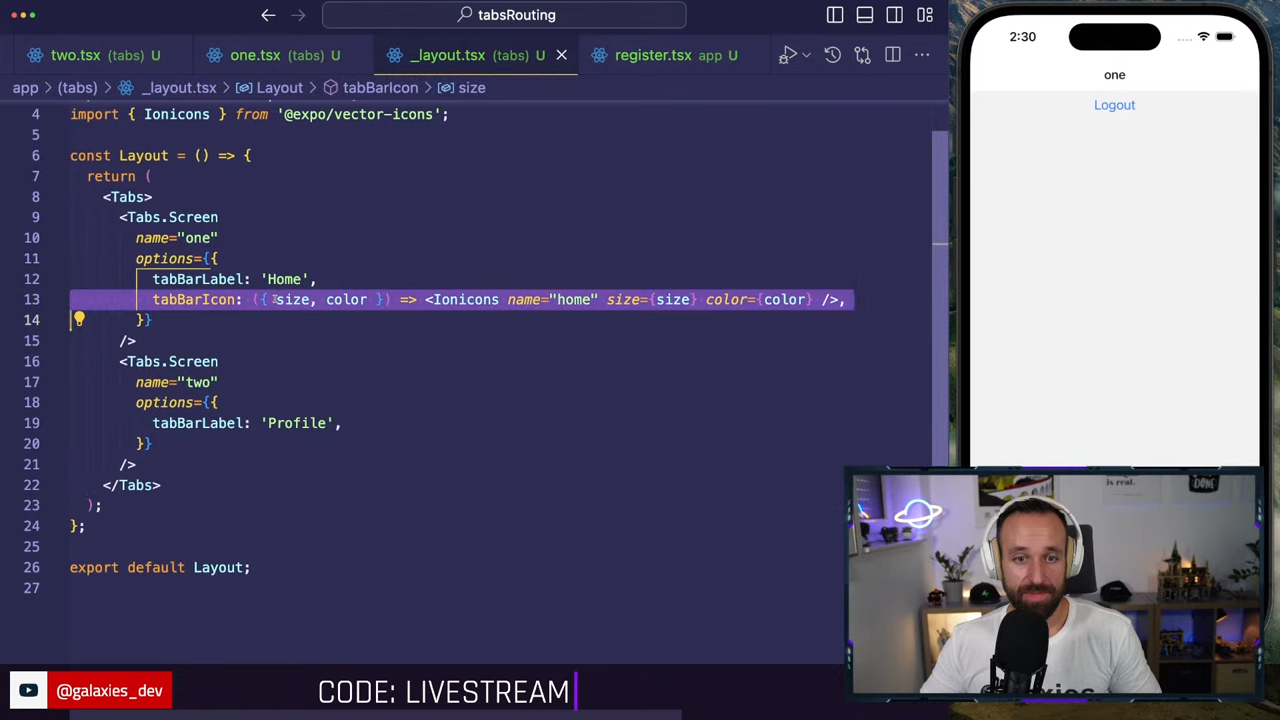 tabsRouting
two.tsx (tabs) U
one.tsx (tabs) U
_layout.tsx (tabs) U
register.tsx app U
app > (tabs) > _layout.tsx > Layout > tabBarIcon > size
4 import { Ionicons } from '@expo/vector-icons';
5
6 const Layout = () => {
7 return (
8 <Tabs>
9 <Tabs.Screen
10 name="one"
11 options={{
12 tabBarLabel: 'Home',
13 tabBarIcon: ({ size, color }) => <Ionicons name="home" size={size} color={color} />,
14 }}
15 />
16 <Tabs.Screen
17 name="two"
18 options={{
19 tabBarLabel: 'Profile',
20 }}
21 />
22 </Tabs>
23 );
24 };
25
26 export default Layout;
27
2:30
one
Logout
is real.
DONE
@galaxies_dev
CODE: LIVESTREAM